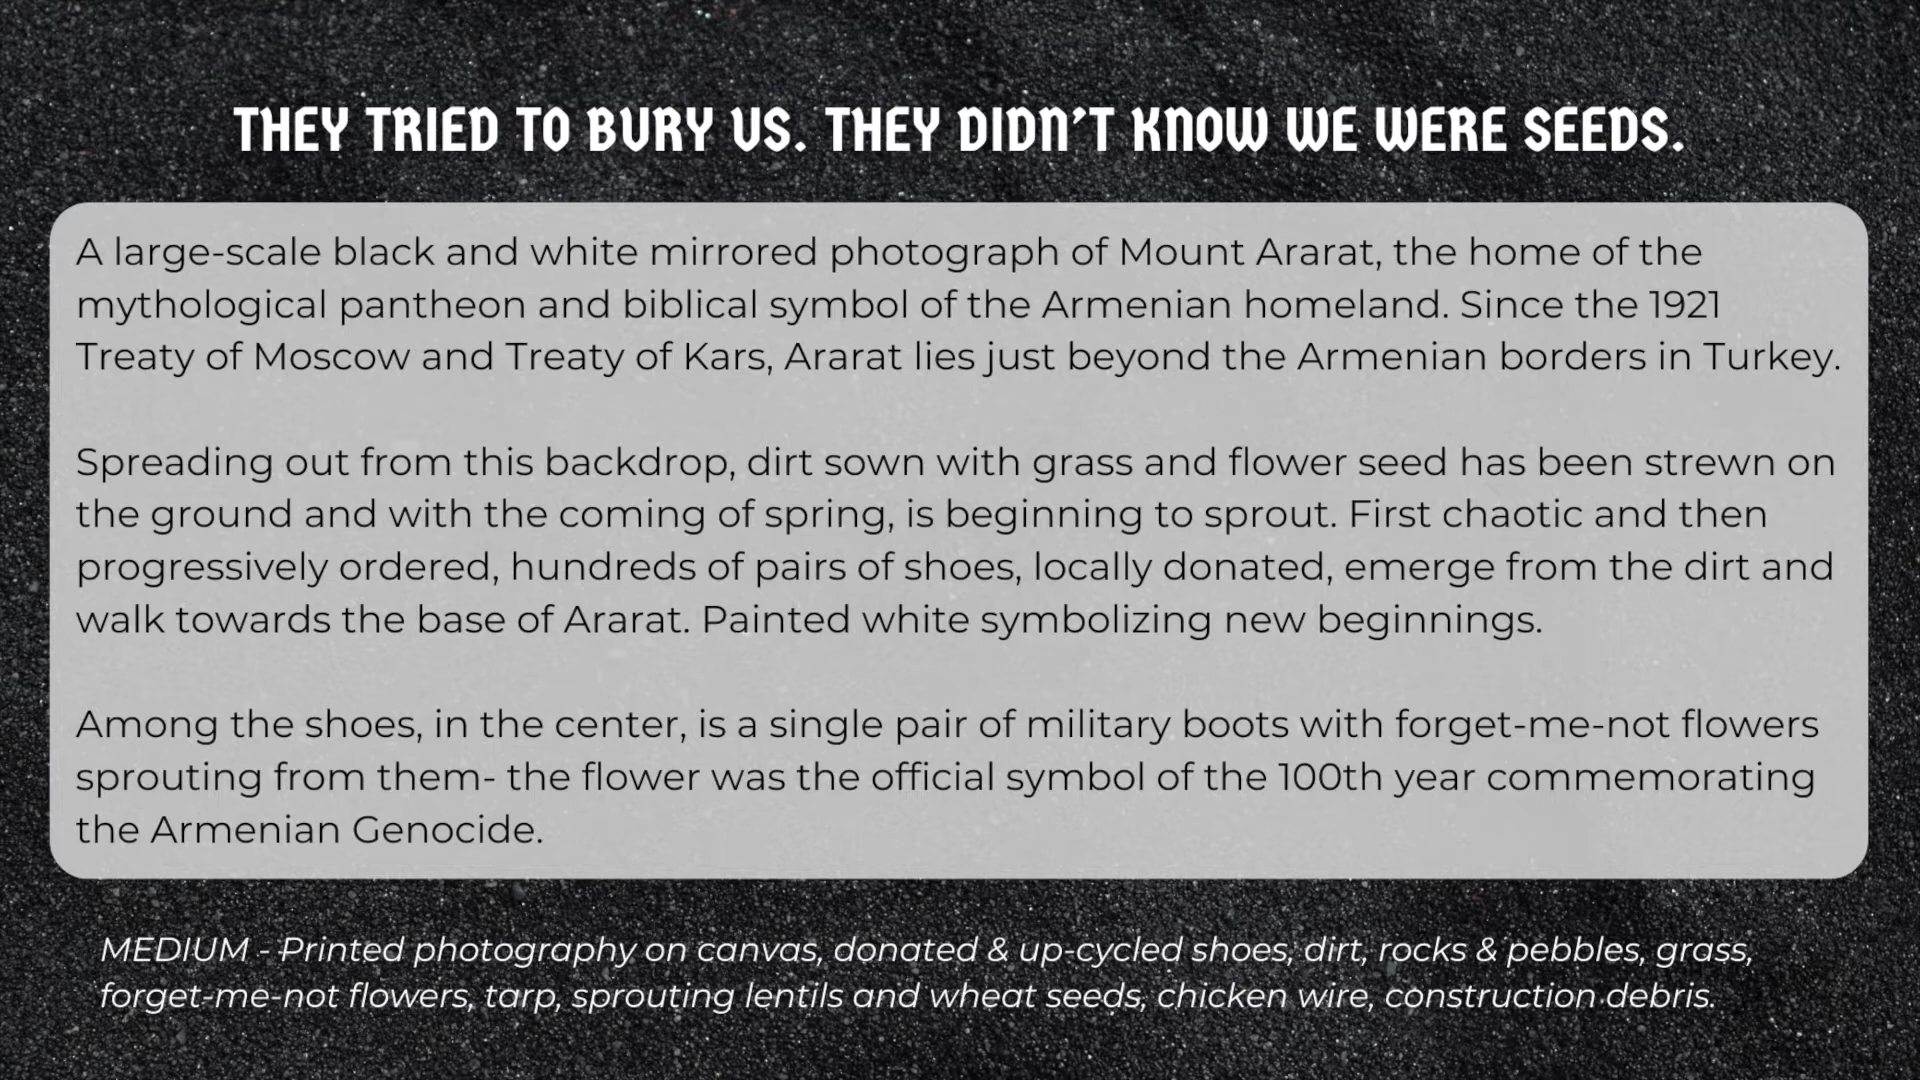 THEY TRIED TO BURY US. THEY DIDN'T KNOW WE WERE SEEDS.
A large-scale black and white mirrored photograph of Mount Ararat, the home of the
mythological pantheon and biblical symbol of the Armenian homeland. Since the 1921
Treaty of Moscow and Treaty of Kars, Ararat lies just beyond the Armenian borders in Turkey.
Spreading out from this backdrop, dirt sown with grass and flower seed has been strewn on
the ground and with the coming of spring, is beginning to sprout. First chaotic and then
progressively ordered, hundreds of pairs of shoes, locally donated, emerge from the dirt and
walk towards the base of Ararat. Painted white symbolizing new beginnings.
Among the shoes, in the center, is a single pair of military boots with forget-me-not flowers
sprouting from them- the flower was the official symbol of the 100th year commemorating
the Armenian Genocide.
MEDIUM - Printed photography on canvas, donated & up-cycled shoes, dirt, rocks & pebbles, grass,
forget-me-not flowers, tarp, sprouting lentils and wheat seeds, chicken wire, construction debris.